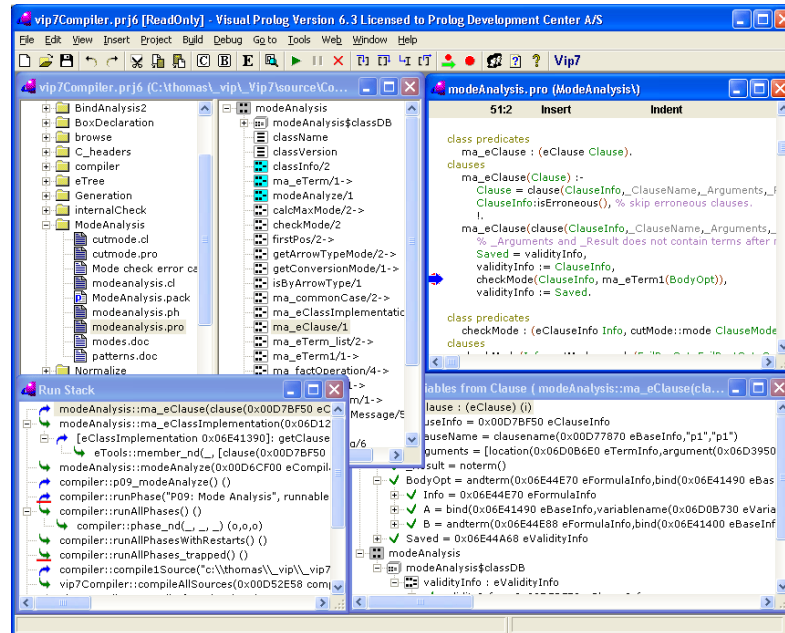 vip7Compiler.prj6 [ReadOnly] - Visual Prolog Version 6.3 Licensed to Prolog Development Center A/S
File Edit View Insert Project Build Debug Go to Tools Web Window Help
C B E Vip7
vip7Compiler.prj6 (C:\thomas\_vip\_Vip7\source\Co...
BindAnalysis2
BoxDeclaration
browse
C_headers
compiler
eTree
Generation
internalCheck
ModeAnalysis
cutmode.cl
cutmode.pro
Mode check error ca
modeanalysis.cl
ModeAnalysis.pack
modeanalysis.ph
modeanalysis.pro
modes.doc
patterns.doc
Normalize
modeAnalysis
modeAnalysis$classDB
className
classVersion
classInfo/2
ma_eTerm/1->
modeAnalyze/1
calcMaxMode/2->
checkMode/2
firstPos/2->
getArrowTypeMode/2->
getConversionMode/1->
isByArrowType/1
ma_commonCase/2->
ma_eClassImplementatio
ma_eClause/1
ma_eTerm_list/2->
ma_eTerm1/1->
ma_factOperation/4->
modeAnalysis.pro (ModeAnalysis\)
51:2 Insert Indent
class predicates
ma_eClause : (eClause Clause).
clauses
ma_eClause(Clause) :-
Clause = clause(ClauseInfo,_ClauseName,_Arguments,_
ClauseInfo:isErroneous(), % skip erroneous clauses.
!.
ma_eClause(clause(ClauseInfo,_ClauseName,_Arguments,
% _Arguments and _Result does not contain terms after
Saved = validityInfo,
validityInfo := ClauseInfo,
checkMode(ClauseInfo, ma_eTerm1(BodyOpt)),
validityInfo := Saved.
class predicates
checkMode : (eClauseInfo Info, cutMode::mode ClauseMode
clauses
Run Stack
modeAnalysis::ma_eClause(clause(0x00D7BF50 eC
modeAnalysis::ma_eClassImplementation(0x06D12
[eClassImplementation 0x06E41390]: getClause
eTools::member_nd(_, [clause(0x00D7BF50
modeAnalysis::modeAnalyze(0x00D6CF00 eCompil
compiler::p09_modeAnalyze() ()
compiler::runPhase("P09: Mode Analysis", runnable
compiler::runAllPhases() ()
compiler::phase_nd(_, _, _) (o,o,o)
compiler::runAllPhasesWithRestarts() ()
compiler::runAllPhases_trapped() ()
compiler::compile1Source("c:\\thomas\\_vip\\_vip7
vip7Compiler::compileAllSources(0x00D52E58 com
ables from Clause ( modeAnalysis::ma_eClause(cla...
lause : (eClause) (i)
auseInfo = 0x00D7BF50 eClauseInfo
auseName = clausename(0x00D77870 eBaseInfo,"p1","p1")
guments = [location(0x06D0B6E0 eTermInfo,argument(0x06D3950
_Result = noterm()
BodyOpt = andterm(0x06E44E70 eFormulaInfo,bind(0x06E41490 eBas
Info = 0x06E44E70 eFormulaInfo
A = bind(0x06E41490 eBaseInfo,variablename(0x06D0B730 eVaria
B = andterm(0x06E44E88 eFormulaInfo,bind(0x06E41400 eBaseInf
Saved = 0x06E44A68 eValidityInfo
modeAnalysis
modeAnalysis$classDB
validityInfo : eValidityInfo